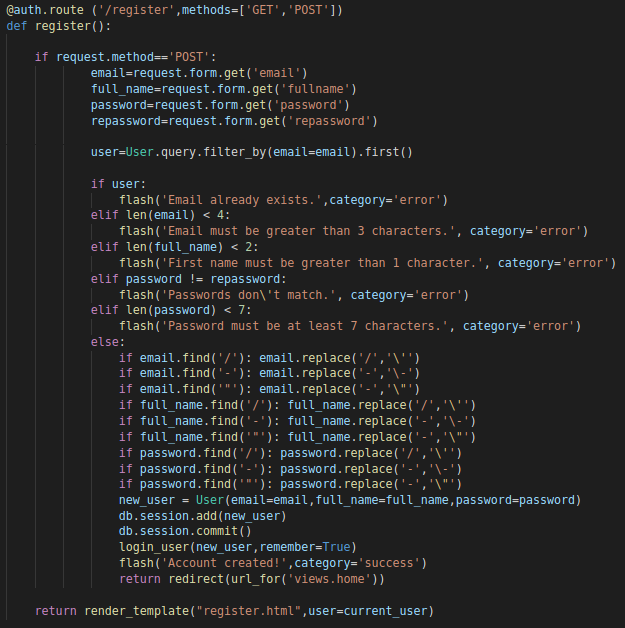 @auth.route ('/register',methods=['GET','POST'])
def register():
if request.method=='POST':
email=request.form.get('email')
full_name=request.form.get('fullname')
password=request.form.get('password')
repassword=request.form.get('repassword')
user=User.query.filter_by(email=email).first()
if user:
flash('Email already exists.',category='error')
elif len(email) < 4:
flash('Email must be greater than 3 characters.', category='error')
elif len(full_name) < 2:
flash('First name must be greater than 1 character.', category='error')
elif password != repassword:
flash('Passwords don\'t match.', category='error')
elif len(password) < 7:
flash('Password must be at least 7 characters.', category='error')
else:
if email.find('/'): email.replace('/','\'')
if email.find('-'): email.replace('-','\-')
if email.find('"'): email.replace('-','\"')
if full_name.find('/'): full_name.replace('/','\'')
if full_name.find('-'): full_name.replace('-','\-')
if full_name.find('"'): full_name.replace('-','\"')
if password.find('/'): password.replace('/','\'')
if password.find('-'): password.replace('-','\-')
if password.find('"'): password.replace('-','\"')
new_user = User(email=email,full_name=full_name,password=password)
db.session.add(new_user)
db.session.commit()
login_user(new_user,remember=True)
flash('Account created!',category='success')
return redirect(url_for('views.home'))
return render_template("register.html",user=current_user)